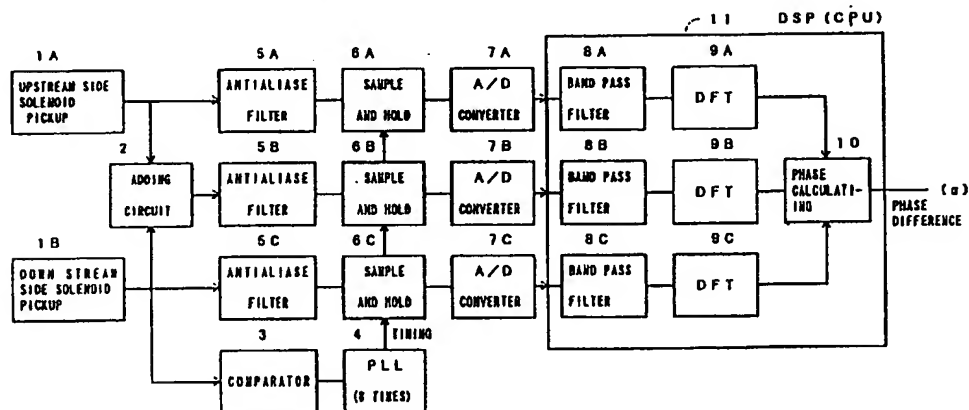 11 DSP (CPU)
1A 5A 6A 7A 8A 9A
UPSTREAM SIDE
SOLENOID
PICKUP
ANTIALIASE
FILTER
SAMPLE
AND HOLD
A/D
CONVERTER
BAND PASS
FILTER
DFT
2 5B 6B 7B 8B 9B 10
ADDING
CIRCUIT
ANTIALIASE
FILTER
SAMPLE
AND HOLD
A/D
CONVERTER
BAND PASS
FILTER
DFT
PHASE
CALCULATI-
ING
(a)
PHASE
DIFFERENCE
1B 5C 6C 7C 8C 9C
DOWN STREAM
SIDE SOLENOID
PICKUP
ANTIALIASE
FILTER
SAMPLE
AND HOLD
A/D
CONVERTER
BAND PASS
FILTER
DFT
3 4 TIMING
COMPARATOR
PLL
(8 TIMES)